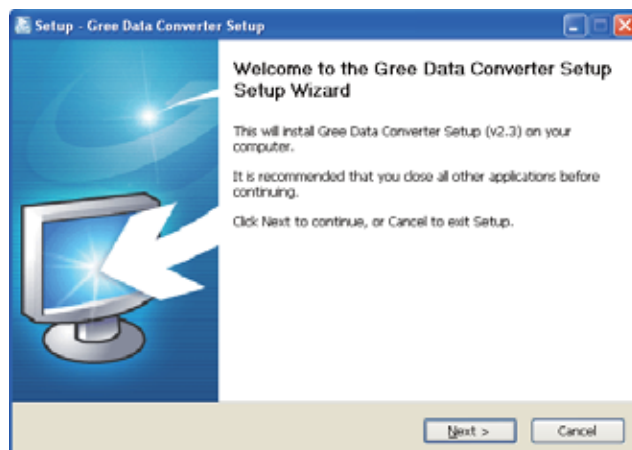 Setup - Gree Data Converter Setup
Welcome to the Gree Data Converter Setup
Setup Wizard
This will install Gree Data Converter Setup (v2.3) on your
computer.
It is recommended that you close all other applications before
continuing.
Click Next to continue, or Cancel to exit Setup.
Next >
Cancel